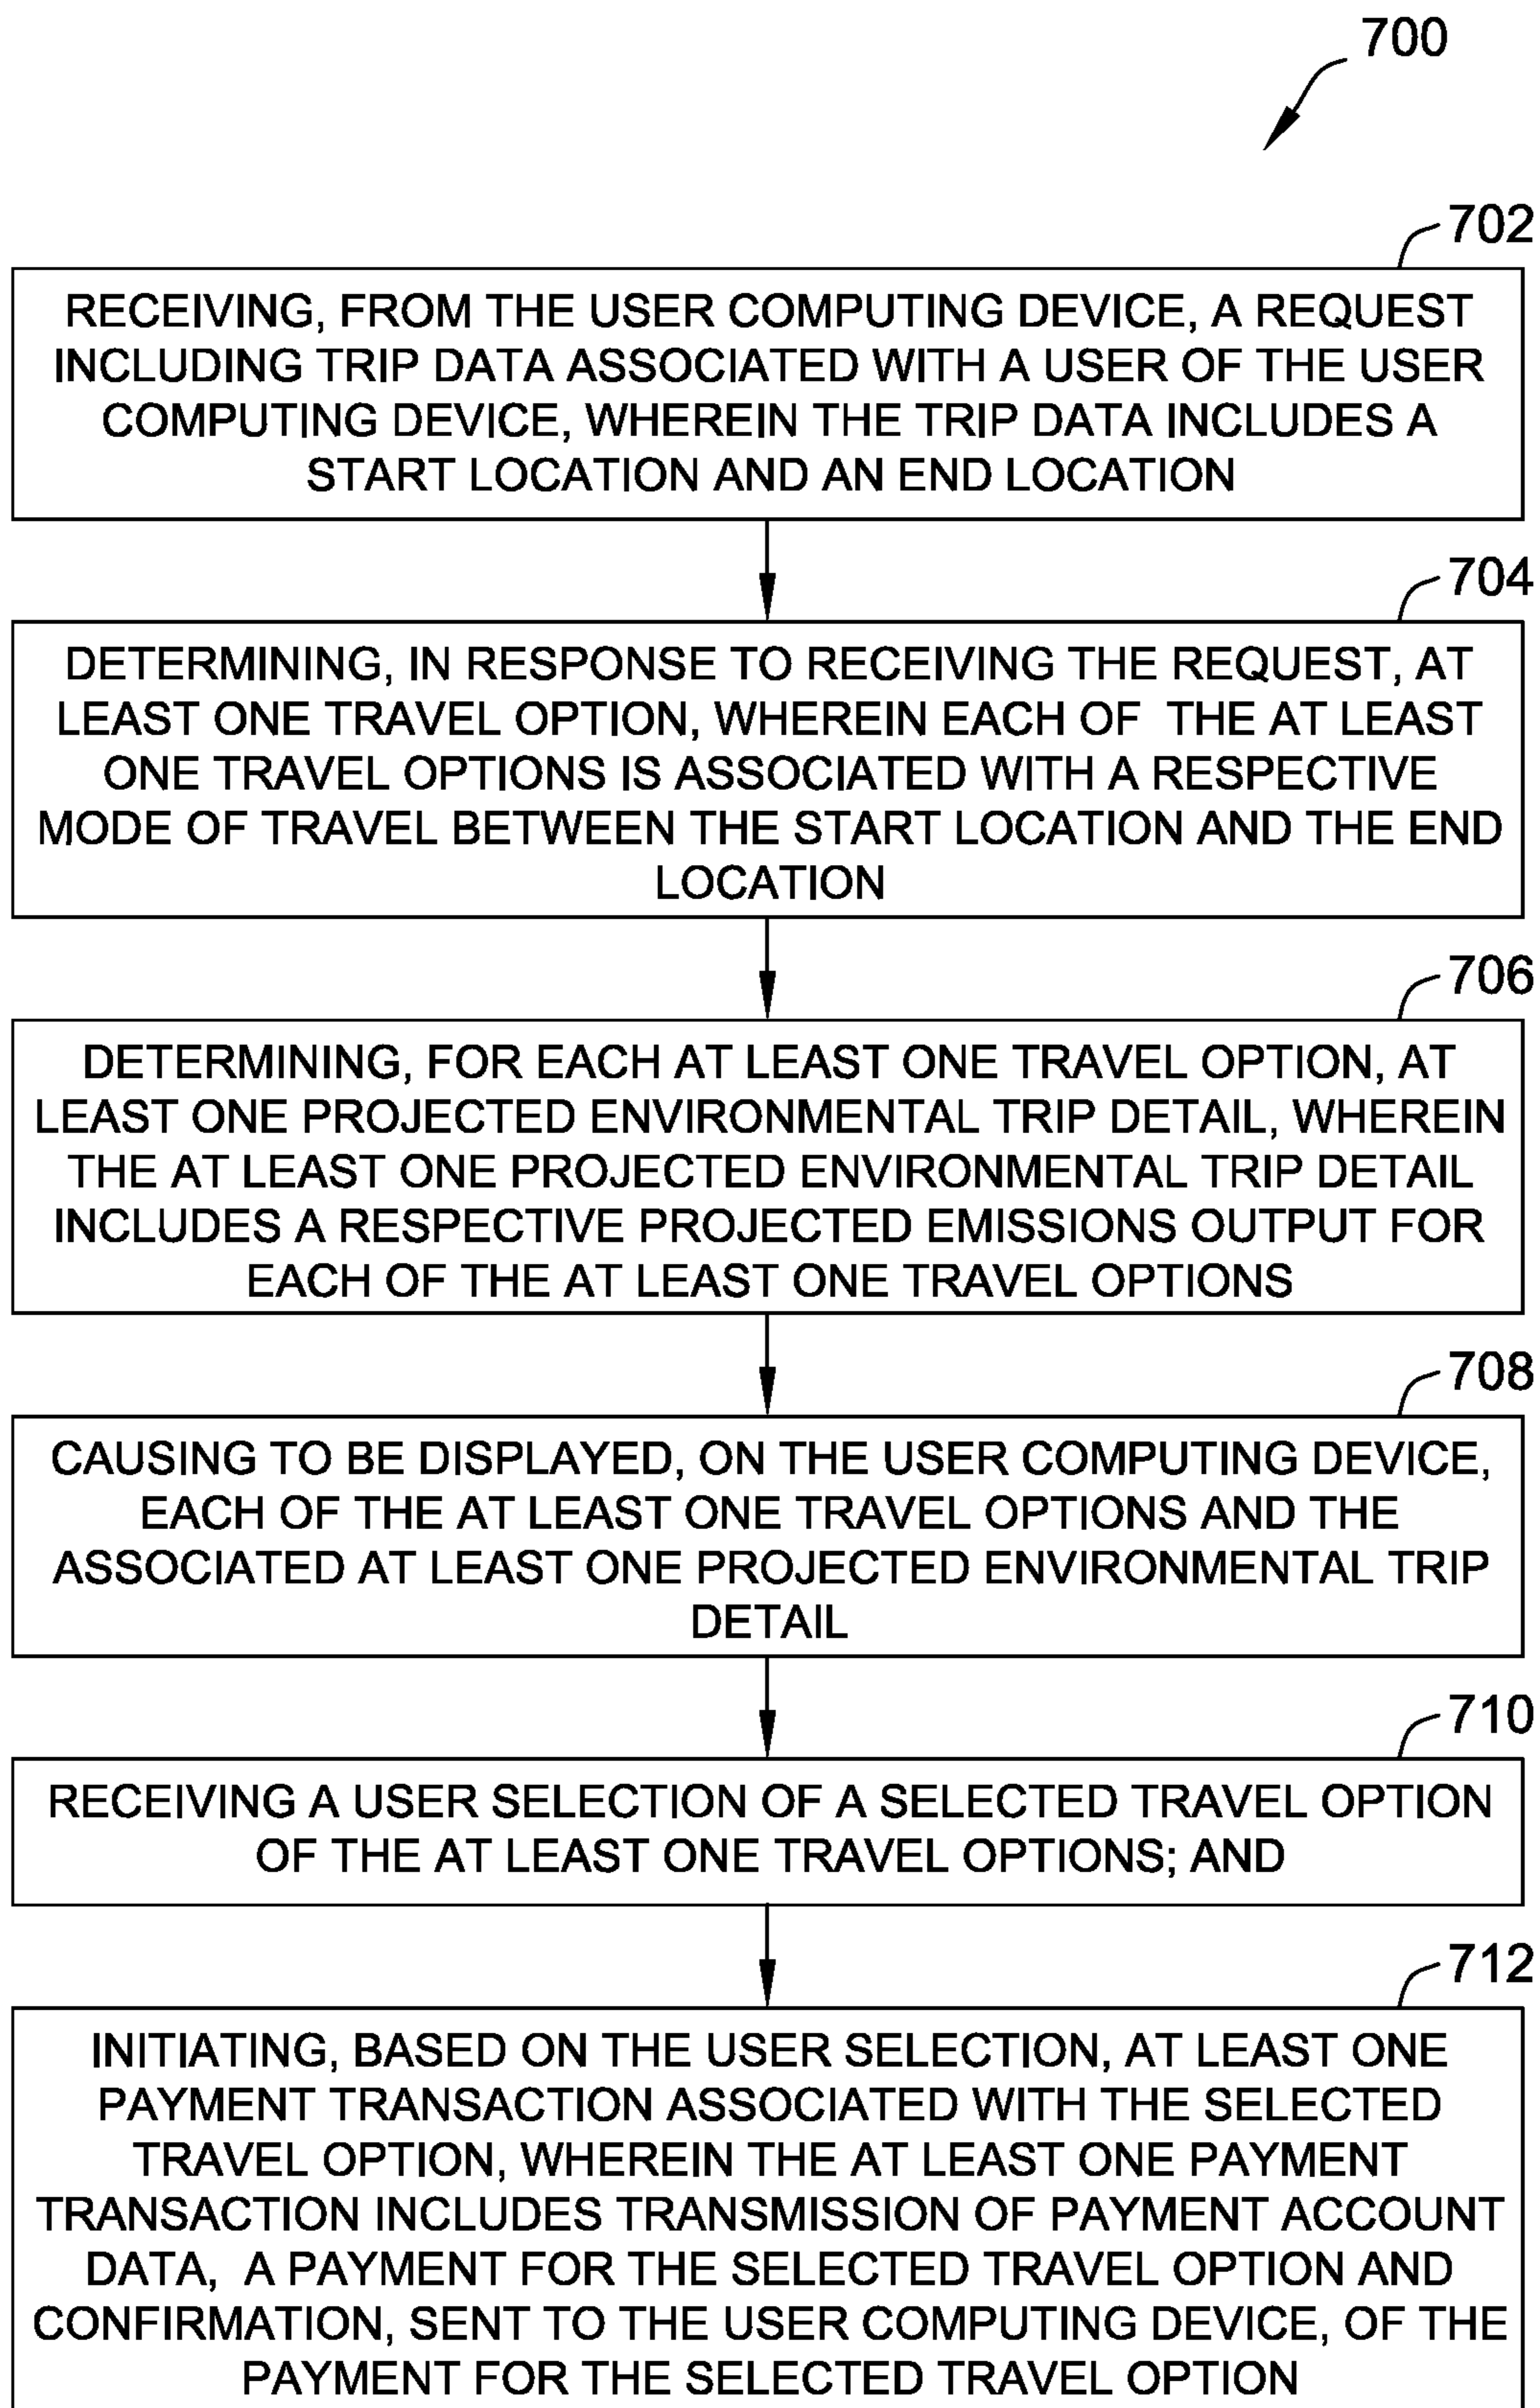 700
702
RECEIVING, FROM THE USER COMPUTING DEVICE, A REQUEST
INCLUDING TRIP DATA ASSOCIATED WITH A USER OF THE USER
COMPUTING DEVICE, WHEREIN THE TRIP DATA INCLUDES A
START LOCATION AND AN END LOCATION
704
DETERMINING, IN RESPONSE TO RECEIVING THE REQUEST, AT
LEAST ONE TRAVEL OPTION, WHEREIN EACH OF THE AT LEAST
ONE TRAVEL OPTIONS IS ASSOCIATED WITH A RESPECTIVE
MODE OF TRAVEL BETWEEN THE START LOCATION AND THE END
LOCATION
706
DETERMINING, FOR EACH AT LEAST ONE TRAVEL OPTION, AT
LEAST ONE PROJECTED ENVIRONMENTAL TRIP DETAIL, WHEREIN
THE AT LEAST ONE PROJECTED ENVIRONMENTAL TRIP DETAIL
INCLUDES A RESPECTIVE PROJECTED EMISSIONS OUTPUT FOR
EACH OF THE AT LEAST ONE TRAVEL OPTIONS
708
CAUSING TO BE DISPLAYED, ON THE USER COMPUTING DEVICE,
EACH OF THE AT LEAST ONE TRAVEL OPTIONS AND THE
ASSOCIATED AT LEAST ONE PROJECTED ENVIRONMENTAL TRIP
DETAIL
710
RECEIVING A USER SELECTION OF A SELECTED TRAVEL OPTION
OF THE AT LEAST ONE TRAVEL OPTIONS; AND
712
INITIATING, BASED ON THE USER SELECTION, AT LEAST ONE
PAYMENT TRANSACTION ASSOCIATED WITH THE SELECTED
TRAVEL OPTION, WHEREIN THE AT LEAST ONE PAYMENT
TRANSACTION INCLUDES TRANSMISSION OF PAYMENT ACCOUNT
DATA, A PAYMENT FOR THE SELECTED TRAVEL OPTION AND
CONFIRMATION, SENT TO THE USER COMPUTING DEVICE, OF THE
PAYMENT FOR THE SELECTED TRAVEL OPTION